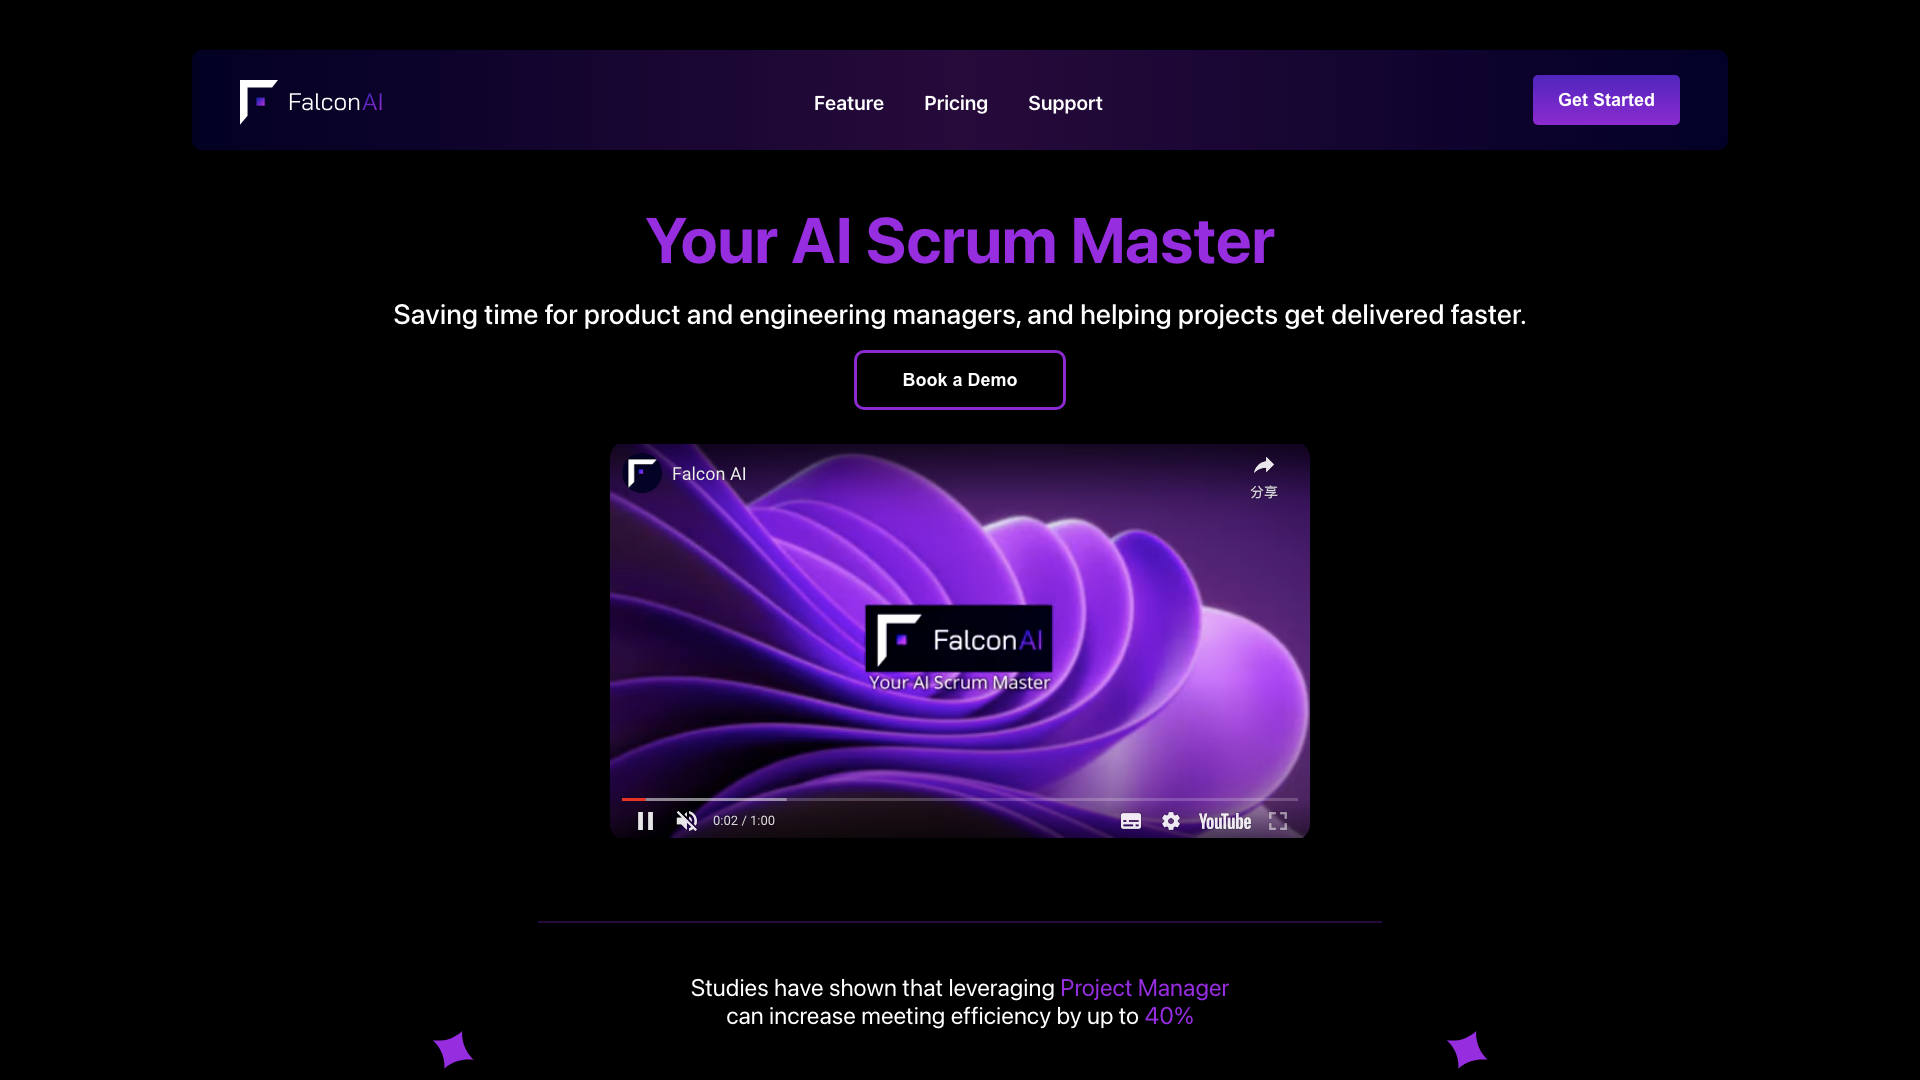 FalconAI
Feature
Pricing
Support
Get Started
Your AI Scrum Master
Saving time for product and engineering managers, and helping projects get delivered faster.
Book a Demo
Falcon AI
分享
FalconAI
Your AI Scrum Master
0:02 / 1:00
YouTube
Studies have shown that leveraging Project Manager
can increase meeting efficiency by up to 40%